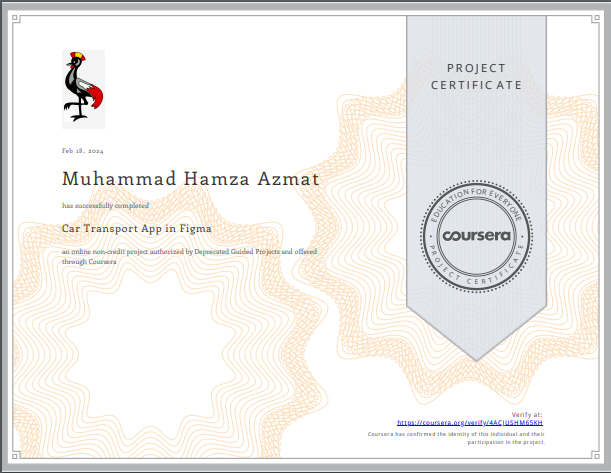 PROJECT
CERTIFICATE
Feb 18, 2024
Muhammad Hamza Azmat
has successfully completed
Car Transport App in Figma
an online non-credit project authorized by Deprecated Guided Projects and offered
through Coursera
EDUCATION FOR EVERYONE
coursera
PROJECT CERTIFICATE
Verify at:
https://coursera.org/verify/4ACJUSHM65KH
Coursera has confirmed the identity of this individual and their
participation in the project.